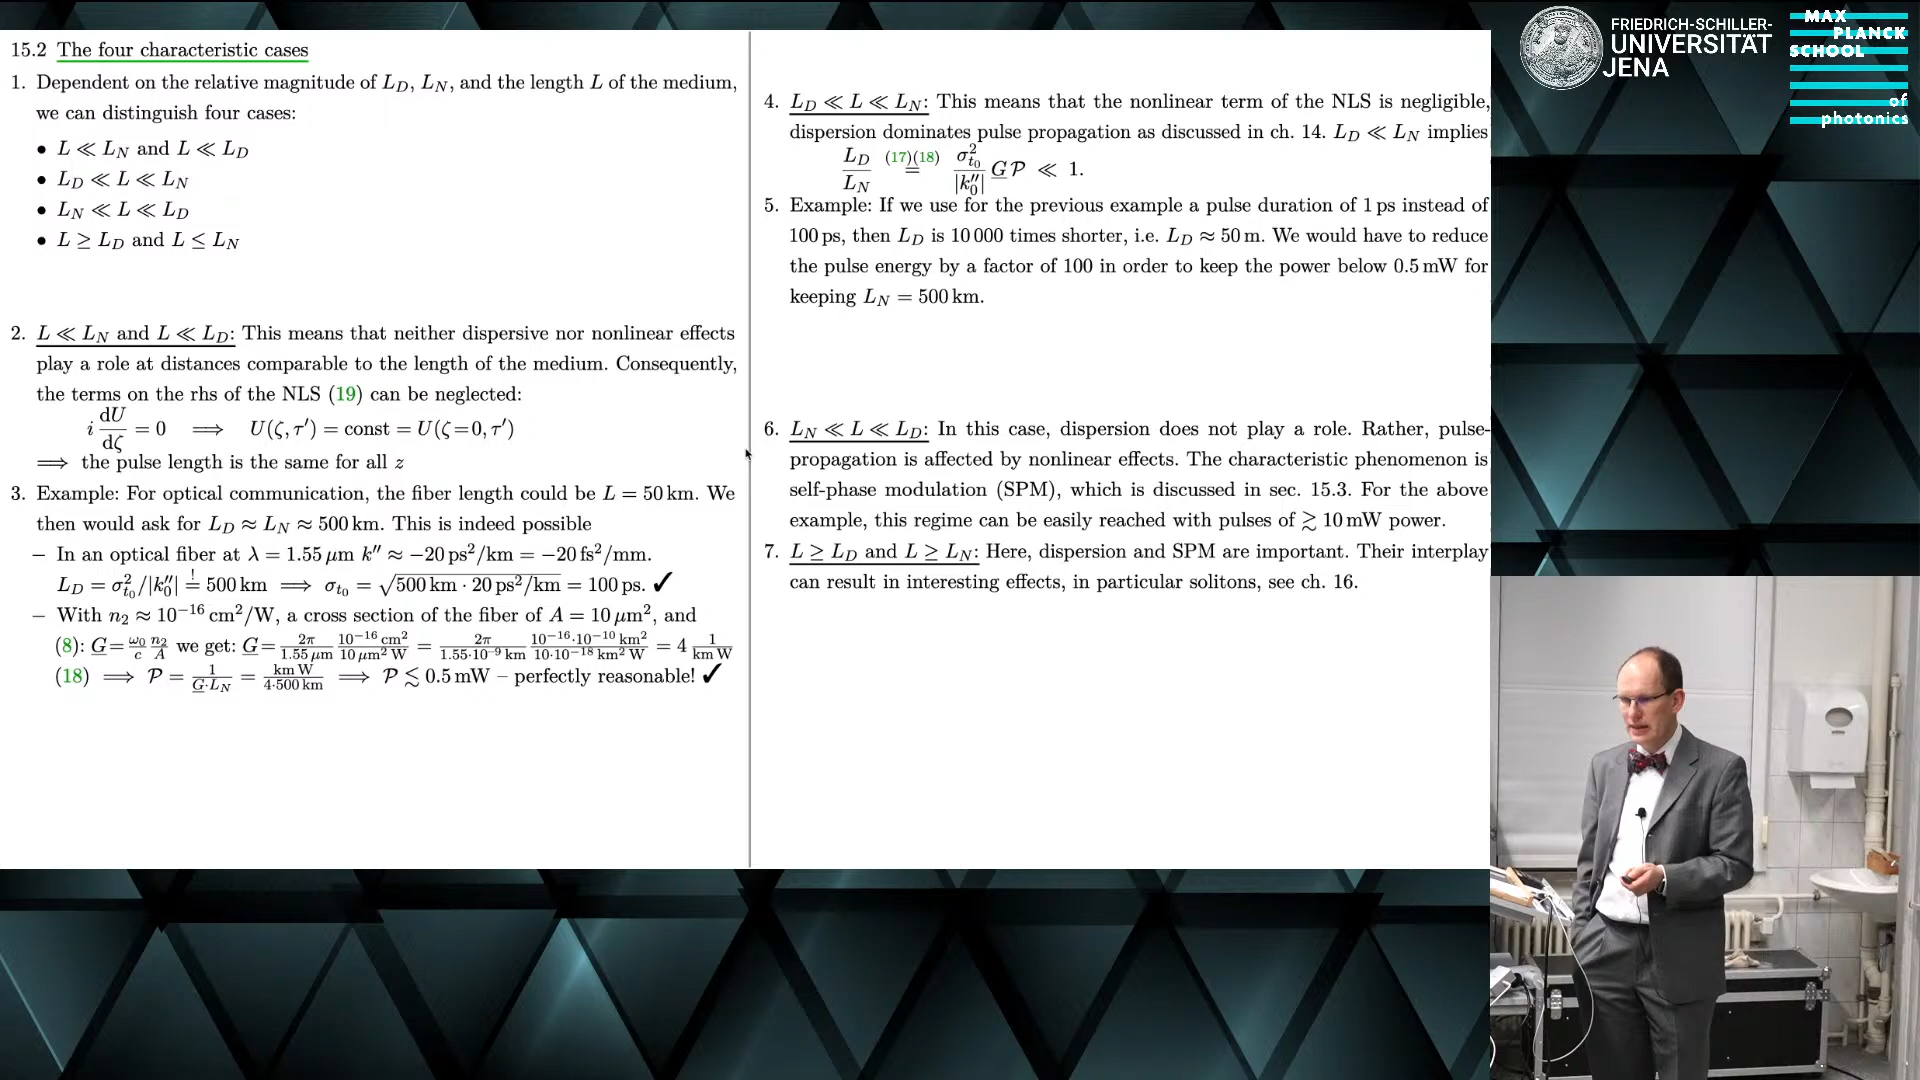 15.2 The four characteristic cases
1. Dependent on the relative magnitude of L_D, L_N, and the length L of the medium,
we can distinguish four cases:
• L ≪ L_N and L ≪ L_D
• L_D ≪ L ≪ L_N
• L_N ≪ L ≪ L_D
• L ≥ L_D and L ≤ L_N
2. L ≪ L_N and L ≪ L_D: This means that neither dispersive nor nonlinear effects
play a role at distances comparable to the length of the medium. Consequently,
the terms on the rhs of the NLS (19) can be neglected:
i dU/dζ = 0 ⟹ U(ζ, τ′) = const = U(ζ=0, τ′)
⟹ the pulse length is the same for all z
3. Example: For optical communication, the fiber length could be L = 50 km. We
then would ask for L_D ≈ L_N ≈ 500 km. This is indeed possible
– In an optical fiber at λ = 1.55 μm k″ ≈ −20 ps²/km = −20 fs²/mm.
L_D = σ²_{t₀}/|k″₀| =! 500 km ⟹ σ_{t₀} = √(500 km · 20 ps²/km) = 100 ps. ✓
– With n₂ ≈ 10⁻¹⁶ cm²/W, a cross section of the fiber of A = 10 μm², and
(8): G = ω₀/c n₂/A we get: G = 2π/1.55 μm 10⁻¹⁶ cm²/10 μm² W = 2π/1.55·10⁻⁹ km 10⁻¹⁶·10⁻¹⁰ km²/10·10⁻¹⁸ km² W = 4 1/km W
(18) ⟹ P = 1/G·L_N = km W/4·500 km ⟹ P ≲ 0.5 mW – perfectly reasonable! ✓
4. L_D ≪ L ≪ L_N: This means that the nonlinear term of the NLS is negligible,
dispersion dominates pulse propagation as discussed in ch. 14. L_D ≪ L_N implies
L_D/L_N (17)(18)= σ²_{t₀}/|k″₀| G P ≪ 1.
5. Example: If we use for the previous example a pulse duration of 1 ps instead of
100 ps, then L_D is 10 000 times shorter, i.e. L_D ≈ 50 m. We would have to reduce
the pulse energy by a factor of 100 in order to keep the power below 0.5 mW for
keeping L_N = 500 km.
6. L_N ≪ L ≪ L_D: In this case, dispersion does not play a role. Rather, pulse-
propagation is affected by nonlinear effects. The characteristic phenomenon is
self-phase modulation (SPM), which is discussed in sec. 15.3. For the above
example, this regime can be easily reached with pulses of ≳ 10 mW power.
7. L ≥ L_D and L ≥ L_N: Here, dispersion and SPM are important. Their interplay
can result in interesting effects, in particular solitons, see ch. 16.
FRIEDRICH-SCHILLER-
UNIVERSITÄT
JENA
MAX
PLANCK
SCHOOL
of
photonics